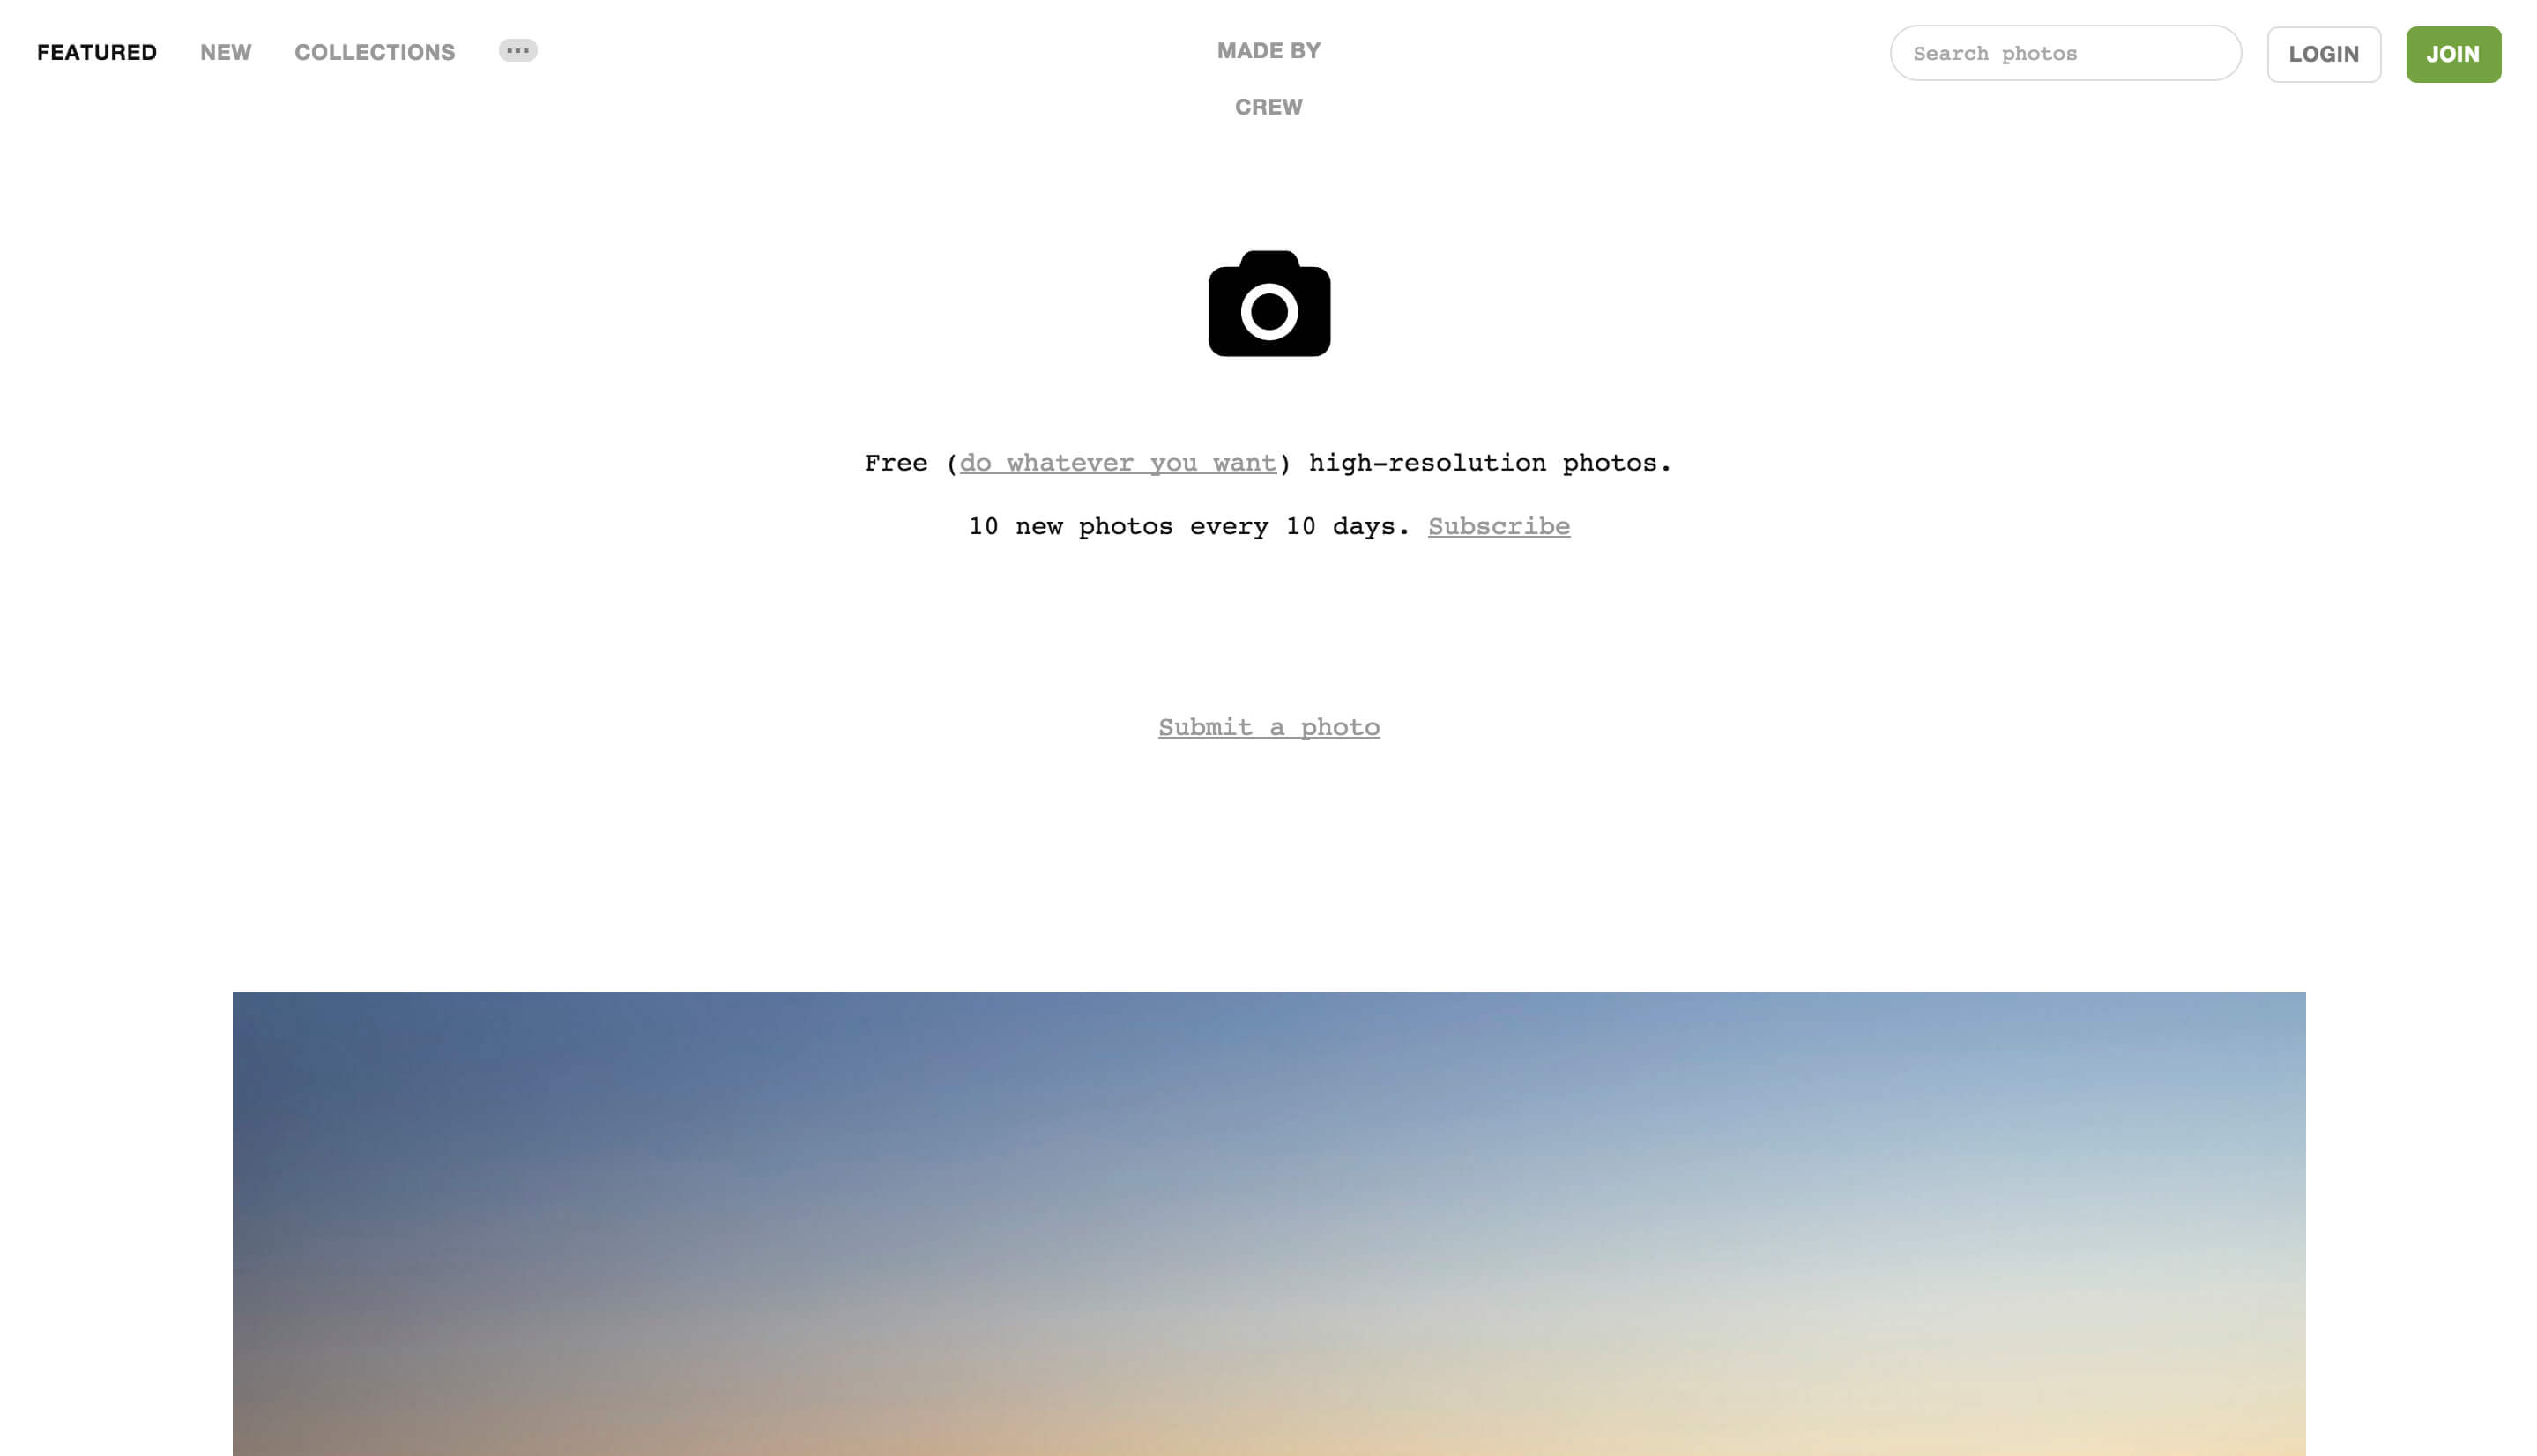 FEATURED NEW COLLECTIONS ···
MADE BY
CREW
Search photos LOGIN JOIN
Free (do whatever you want) high-resolution photos.
10 new photos every 10 days. Subscribe
Submit a photo